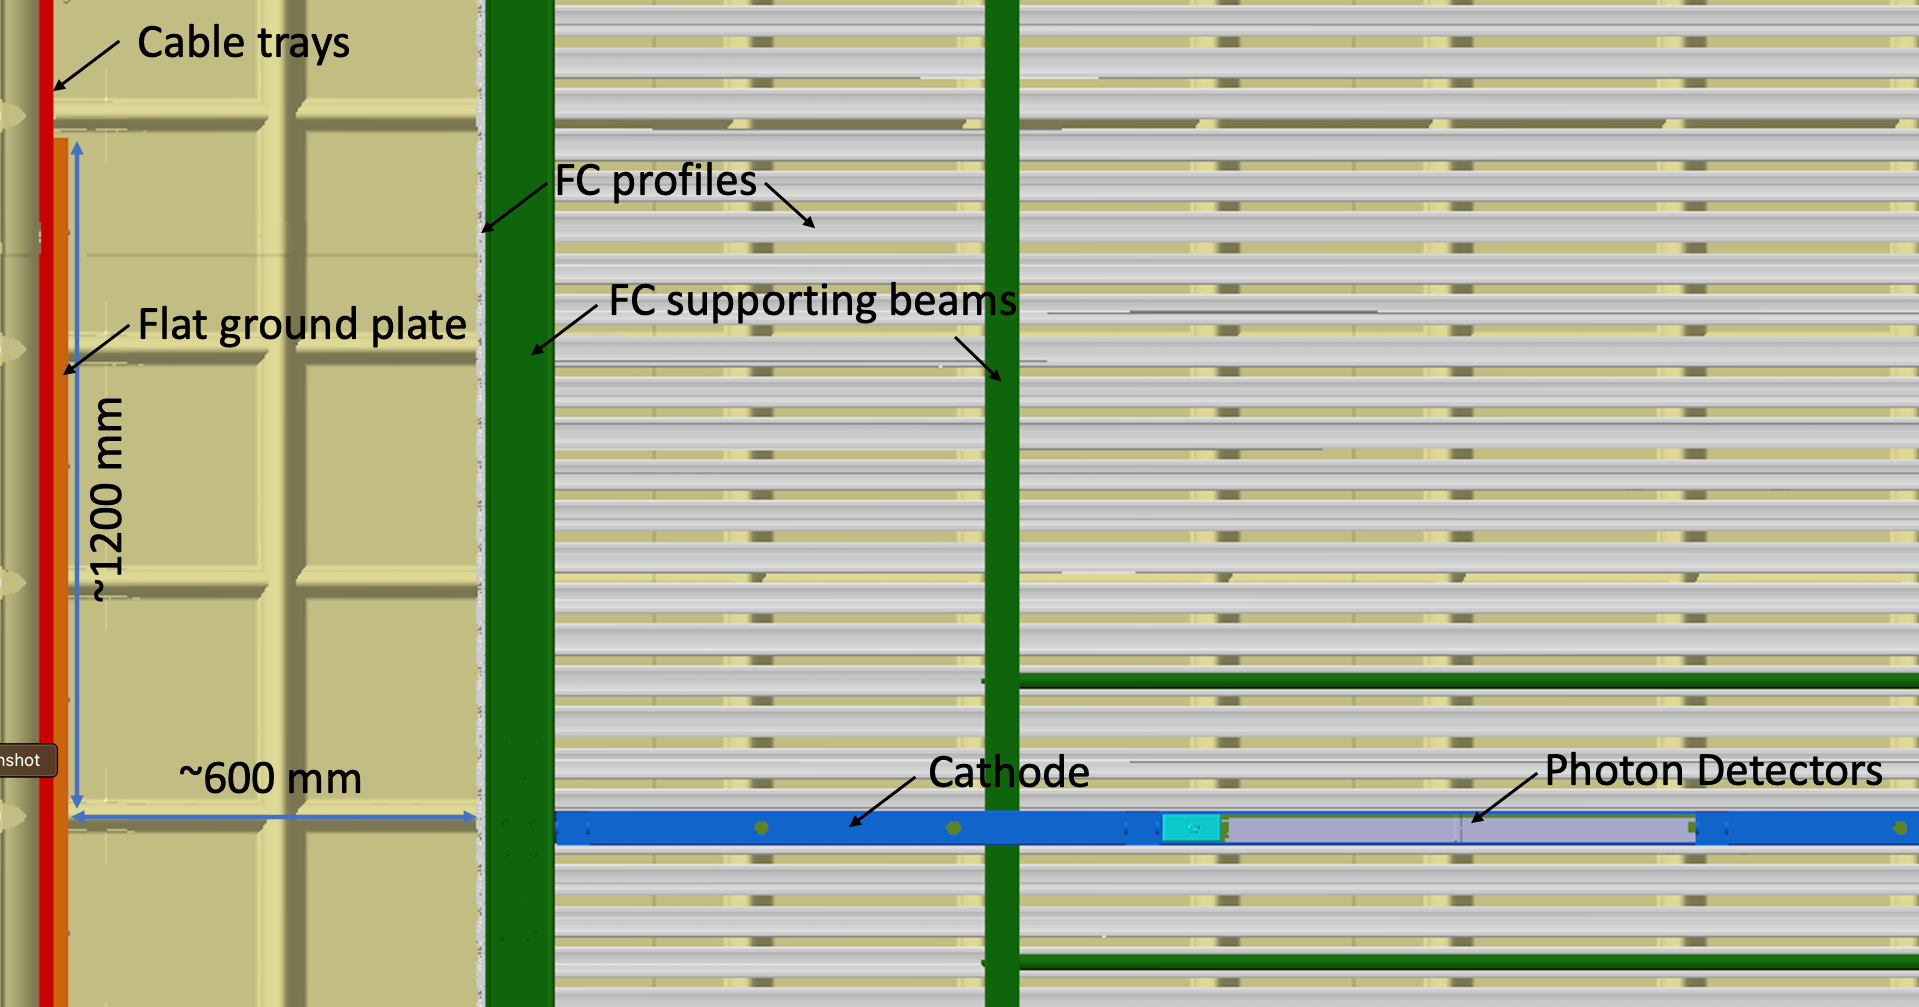 Cable trays
FC profiles
FC supporting beams
Flat ground plate
~1200 mm
nshot
~600 mm
Cathode
Photon Detectors